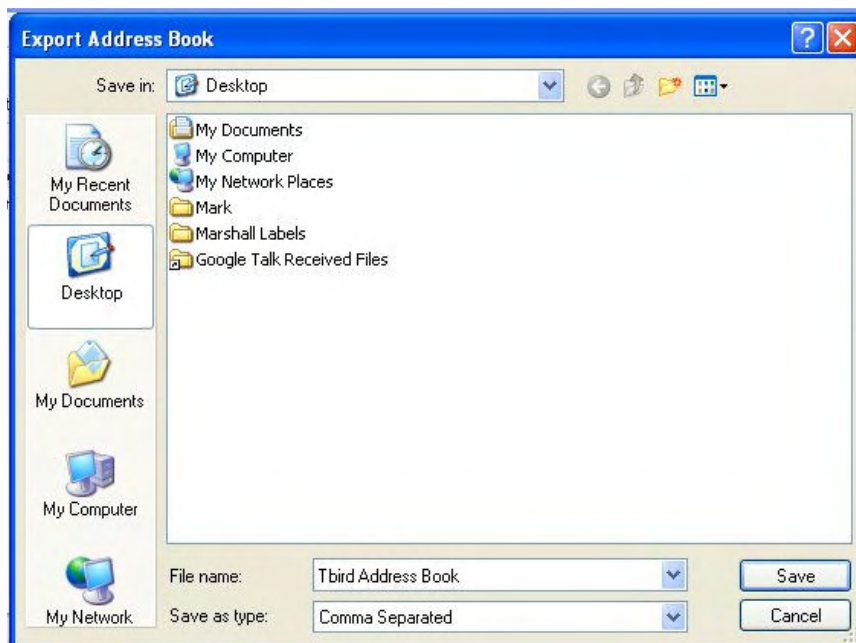 Export Address Book
Save in: Desktop
My Recent
Documents
Desktop
My Documents
My Computer
My Network
My Documents
My Computer
My Network Places
Mark
Marshall Labels
Google Talk Received Files
File name: Tbird Address Book Save
Save as type: Comma Separated Cancel